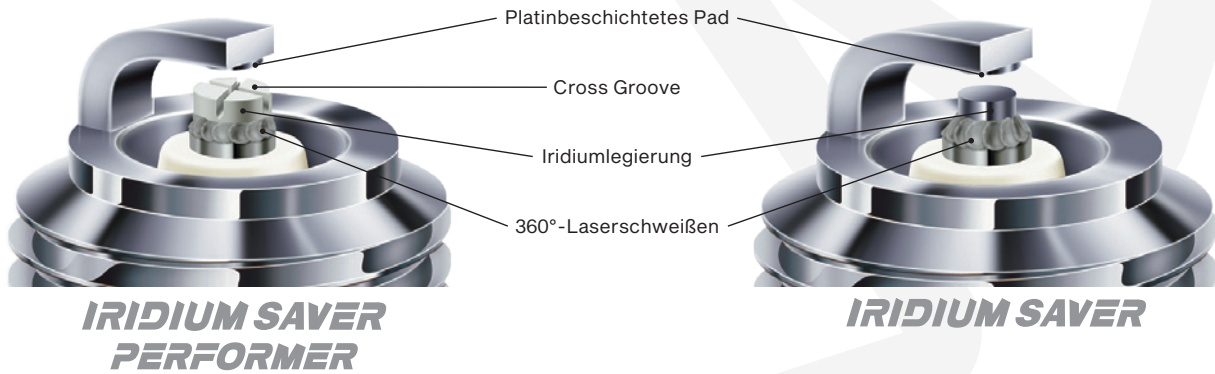 Platinbeschichtetes Pad
Cross Groove
Iridiumlegierung
360°-Laserschweißen
IRIDIUM SAVER
PERFORMER
IRIDIUM SAVER